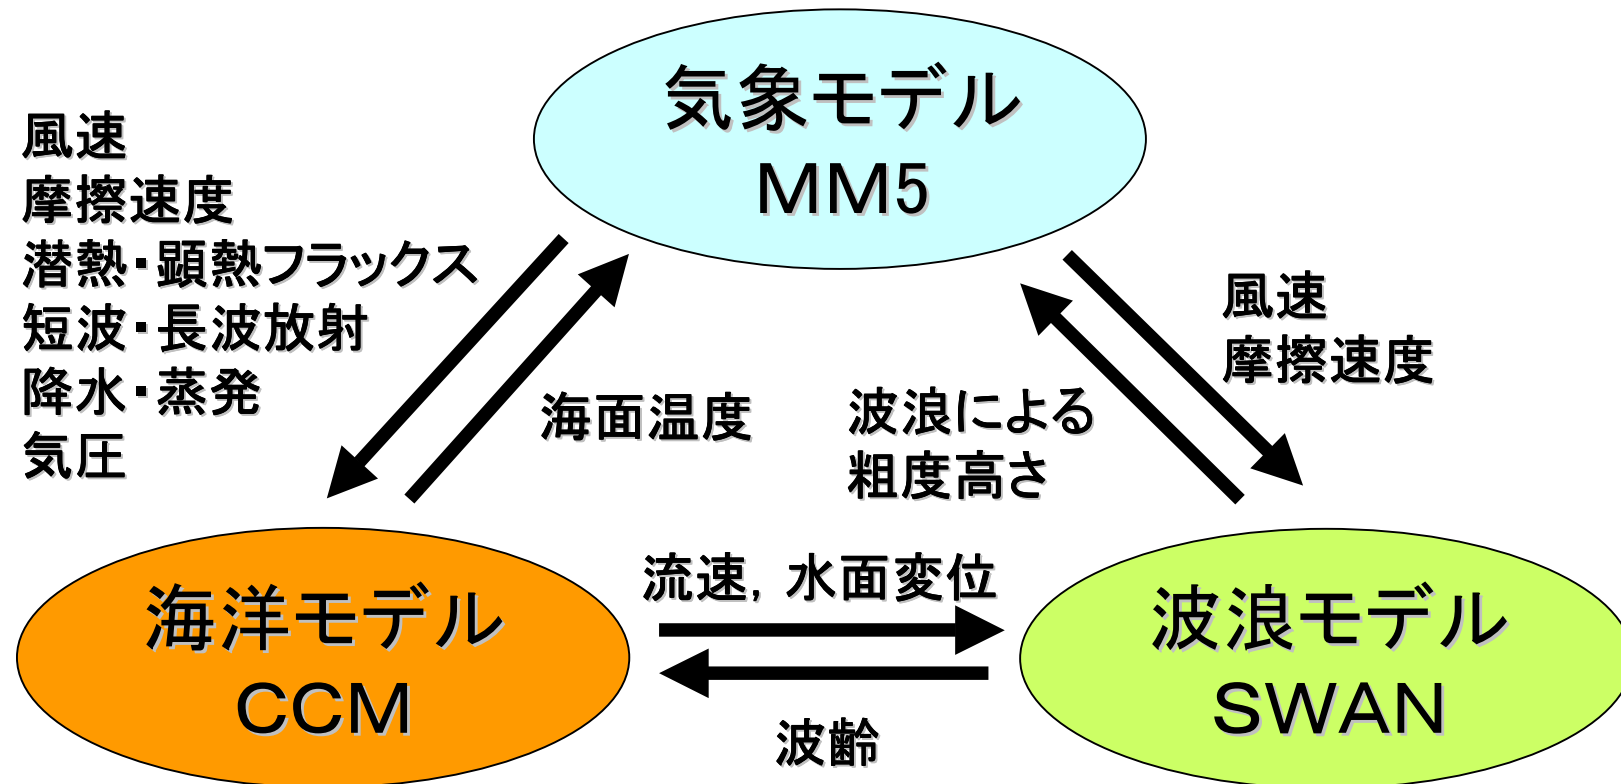 気象モデル
MM5
風速
摩擦速度
潜熱・顕熱フラックス
短波・長波放射
降水・蒸発
気圧
風速
摩擦速度
海面温度
波浪による
粗度高さ
流速，水面変位
海洋モデル
CCM
波浪モデル
SWAN
波齢